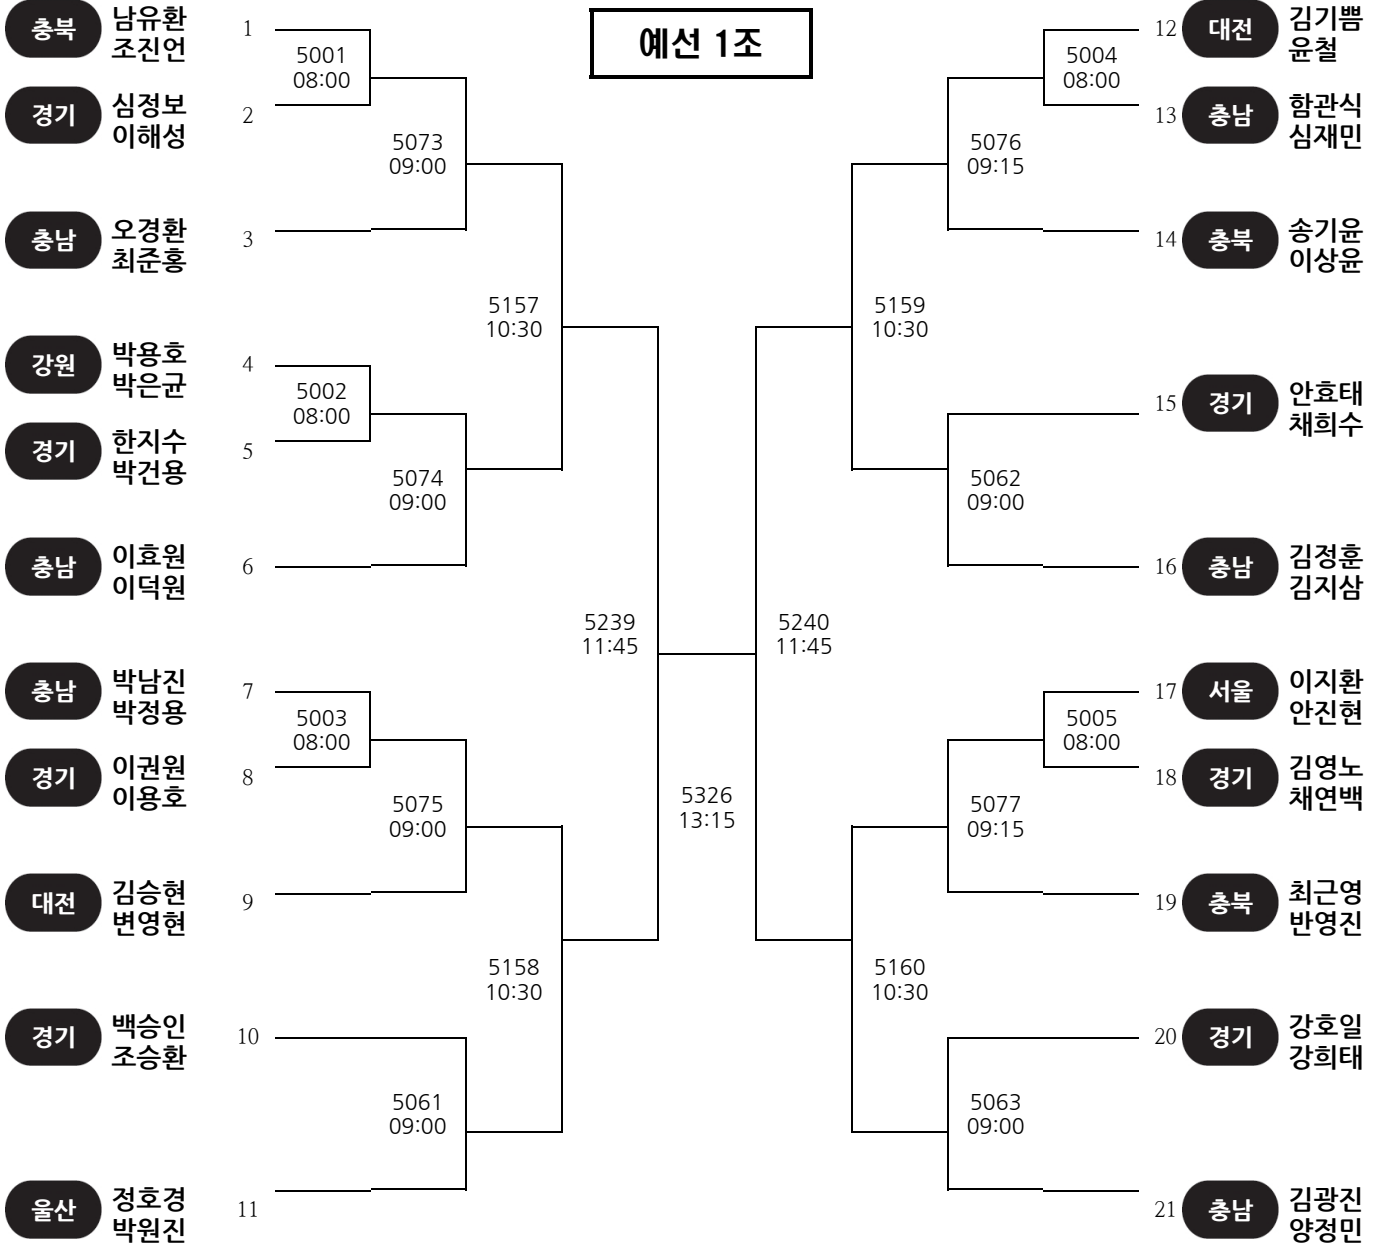 예선 1조
충북
남유환
조진언
1
5001
08:00
경기
심정보
이해성
2
5073
09:00
충남
오경환
최준홍
3
5157
10:30
강원
박용호
박은균
4
5002
08:00
경기
한지수
박건용
5
5074
09:00
충남
이효원
이덕원
6
5239
11:45
충남
박남진
박정용
7
5003
08:00
경기
이권원
이용호
8
5075
09:00
대전
김승현
변영현
9
5158
10:30
경기
백승인
조승환
10
5061
09:00
울산
정호경
박원진
11
5326
13:15
12
대전
김기쁨
윤철
5004
08:00
13
충남
함관식
심재민
5076
09:15
14
충북
송기윤
이상윤
5159
10:30
15
경기
안효태
채희수
5062
09:00
16
충남
김정훈
김지삼
5240
11:45
17
서울
이지환
안진현
5005
08:00
18
경기
김영노
채연백
5077
09:15
19
충북
최근영
반영진
5160
10:30
20
경기
강호일
강희태
5063
09:00
21
충남
김광진
양정민